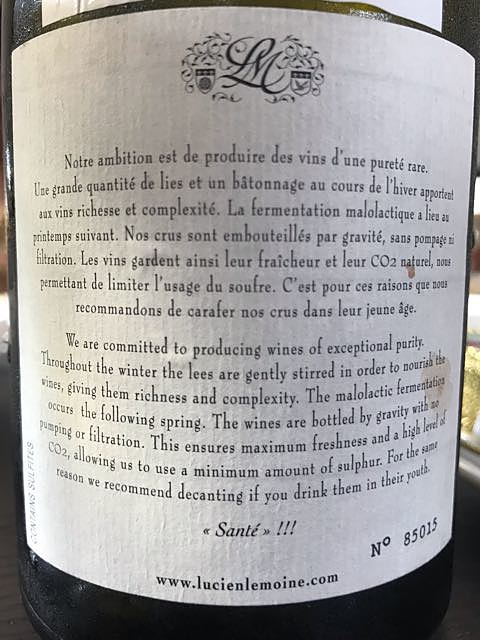 LM
Notre ambition est de produire des vins d'une pureté rare.
Une grande quantité de lies et un bâtonnage au cours de l'hiver apportent
aux vins richesse et complexité. La fermentation malolactique a lieu au
printemps suivant. Nos crus sont embouteillés par gravité, sans pompage ni
filtration. Les vins gardent ainsi leur fraîcheur et leur CO2 naturel, nous
permettant de limiter l'usage du soufre. C'est pour ces raisons que nous
recommandons de carafer nos crus dans leur jeune âge.
We are committed to producing wines of exceptional purity.
Throughout the winter the lees are gently stirred in order to nourish the
wines, giving them richness and complexity. The malolactic fermentation
occurs the following spring. The wines are bottled by gravity with no
pumping or filtration. This ensures maximum freshness and a high level of
CO2, allowing us to use a minimum amount of sulphur. For the same
reason we recommend decanting if you drink them in their youth.
« Santé » !!!
Nº 85015
www.lucienlemoine.com
CONTAINS SULFITES